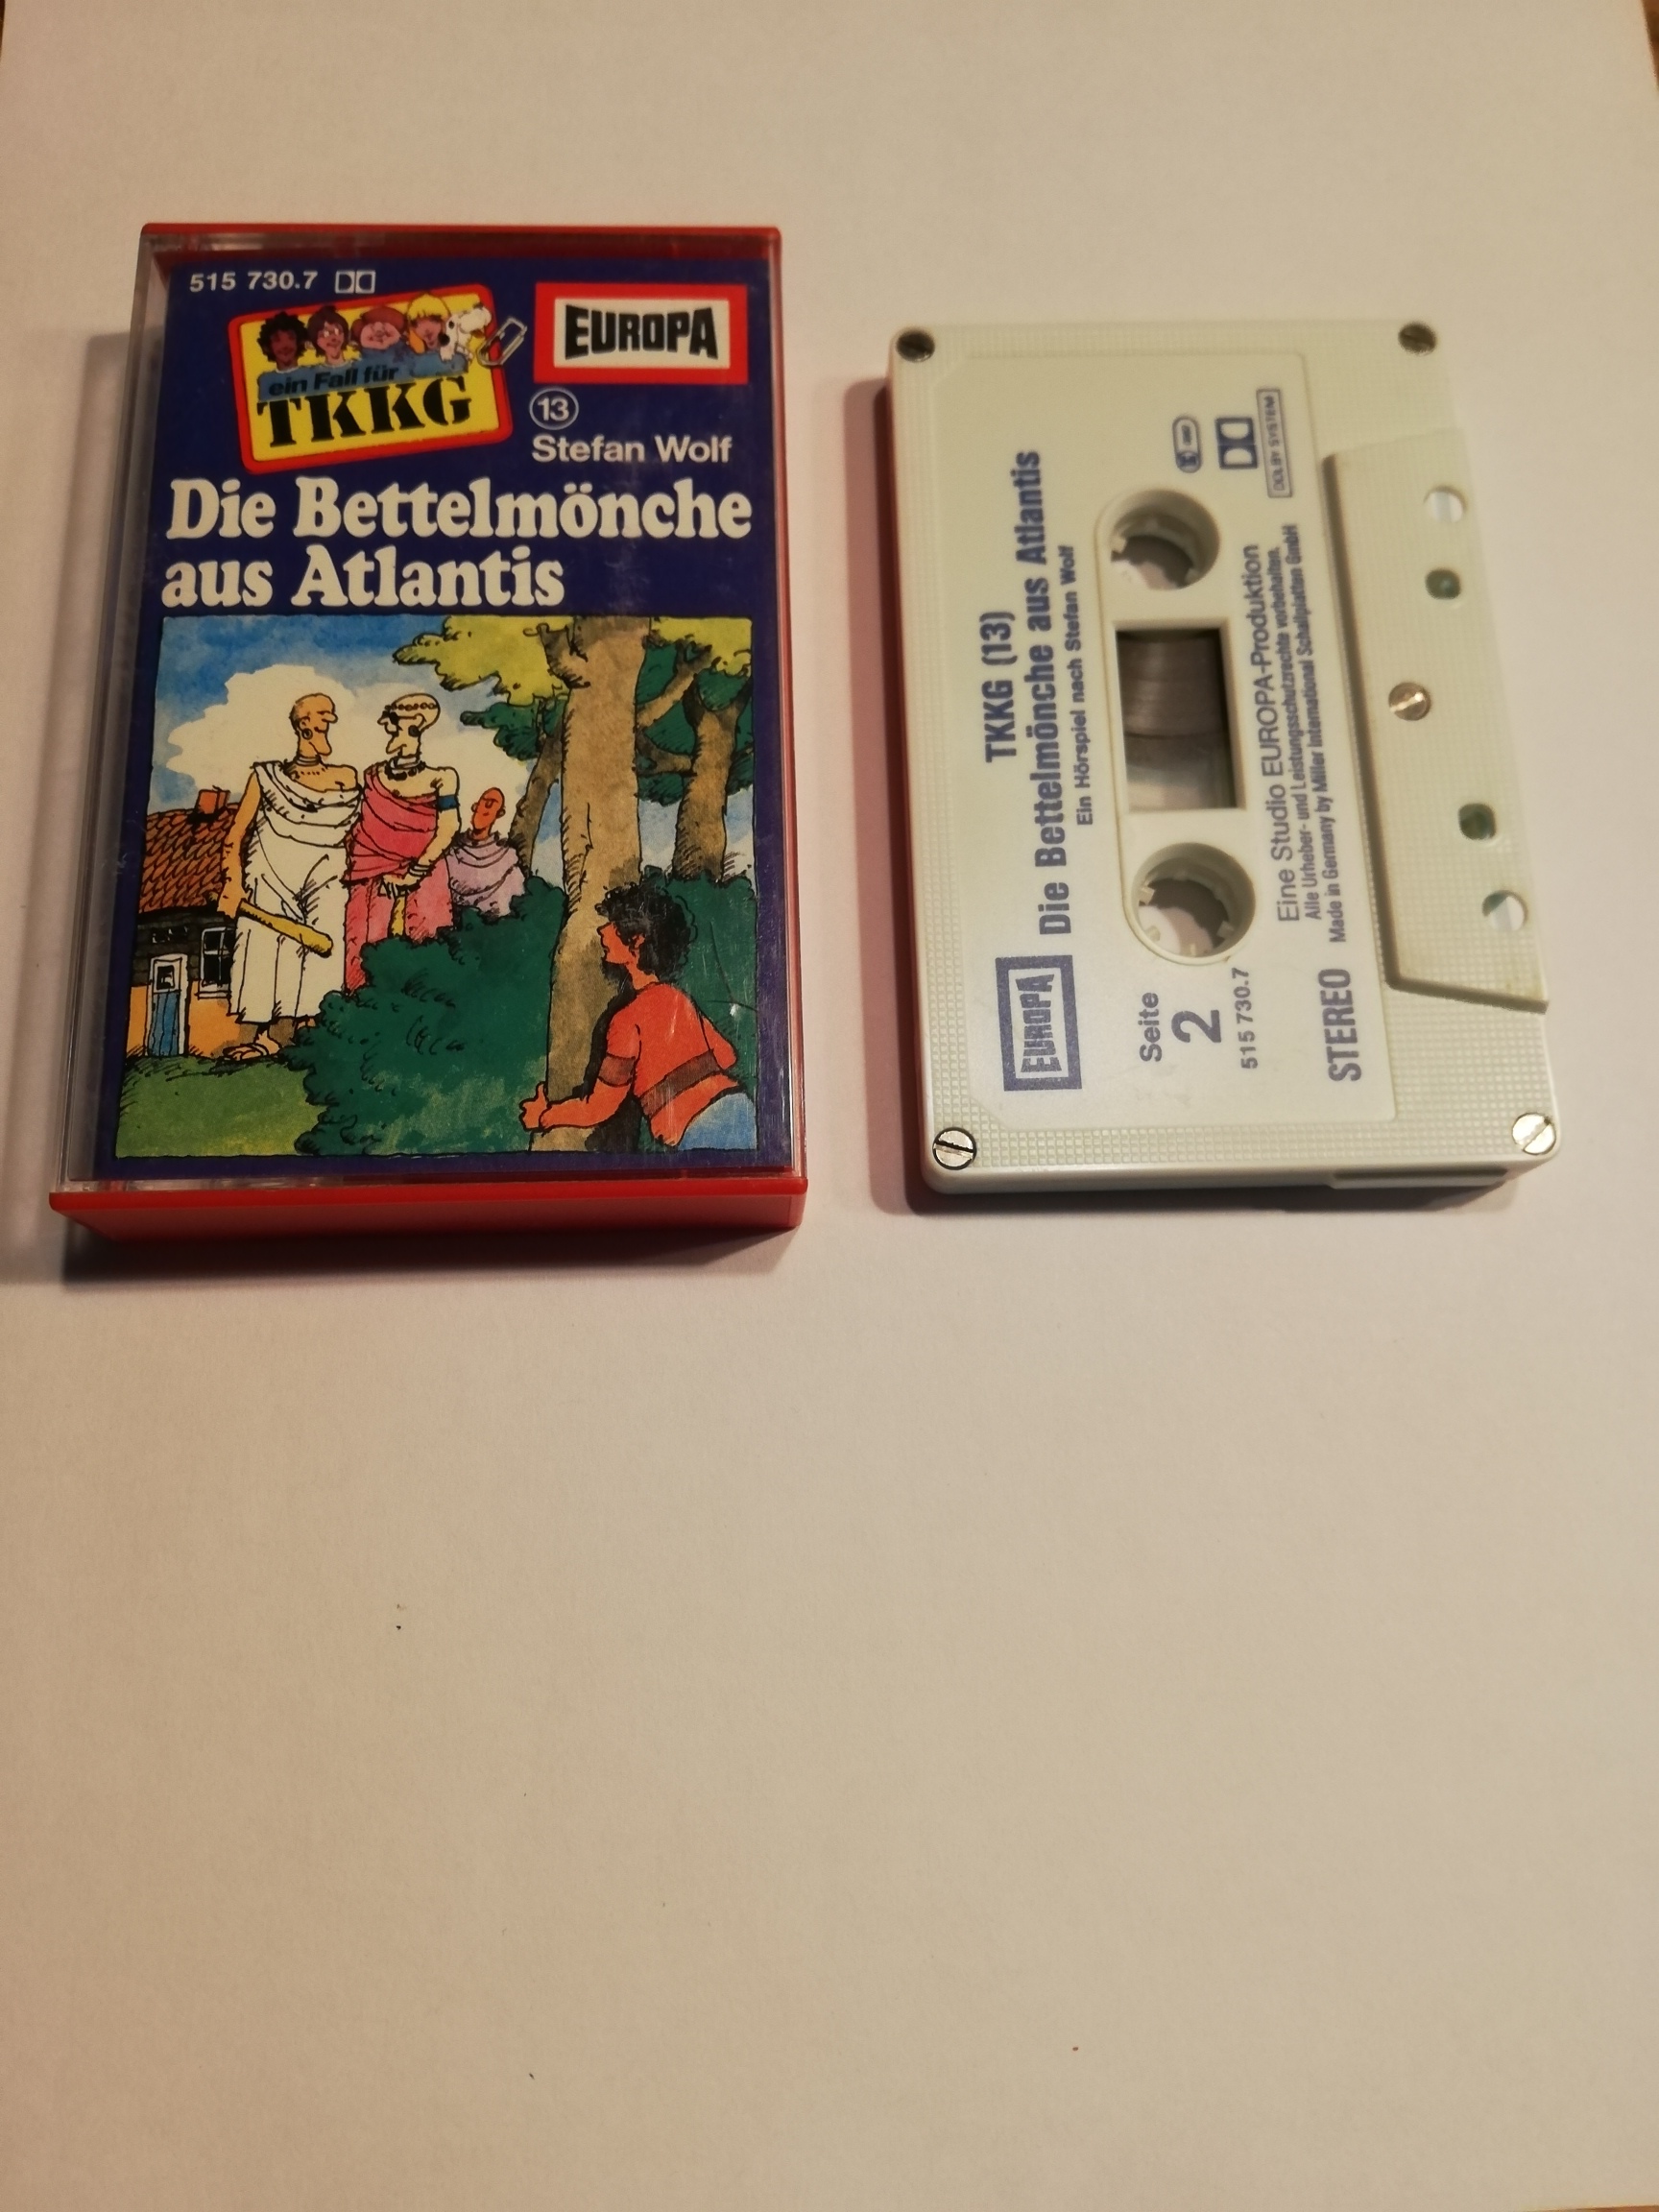 515 730.7
EUROPA
ein Fall für
TKKG
13
Stefan Wolf
Die Bettelmönche
aus Atlantis
TKKG (13)
Die Bettelmönche aus Atlantis
Ein Hörspiel nach Stefan Wolf
EUROPA
Seite
2
515 730.7
DOLBY SYSTEM
Eine Studio EUROPA-Produktion
Alle Urheber- und Leistungsschutzrechte vorbehalten.
Made in Germany by Miller International Schallplatten GmbH
STEREO